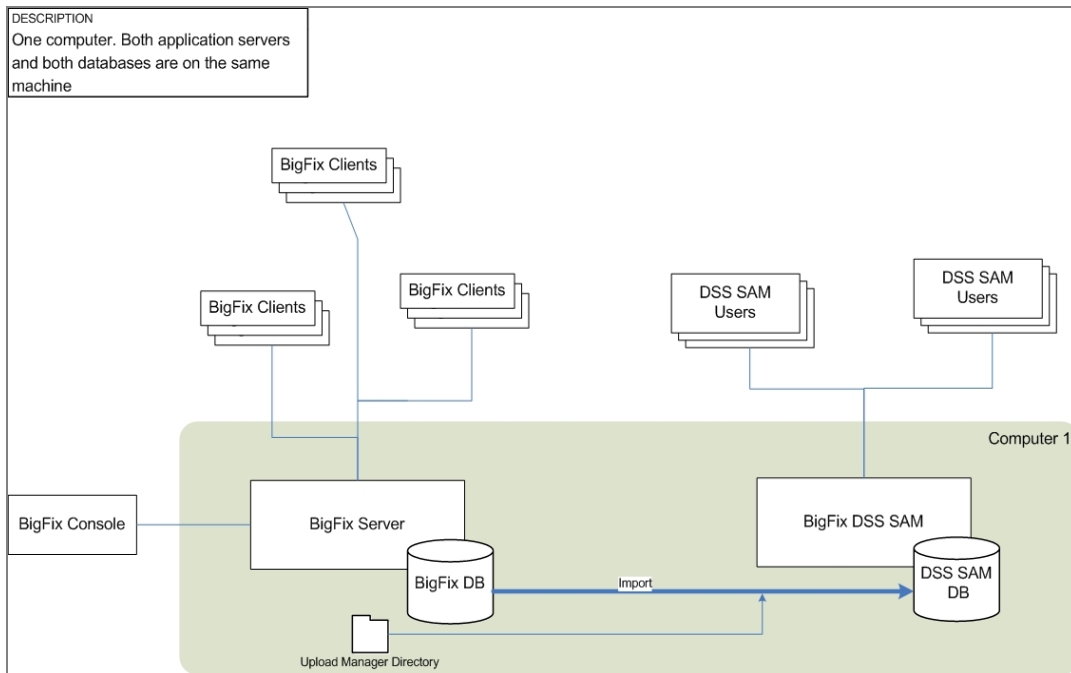 DESCRIPTION
One computer. Both application servers
and both databases are on the same
machine
BigFix Clients
BigFix Clients
BigFix Clients
DSS SAM
Users
DSS SAM
Users
Computer 1
BigFix Console
BigFix Server
BigFix DSS SAM
BigFix DB
Import
DSS SAM
DB
Upload Manager Directory